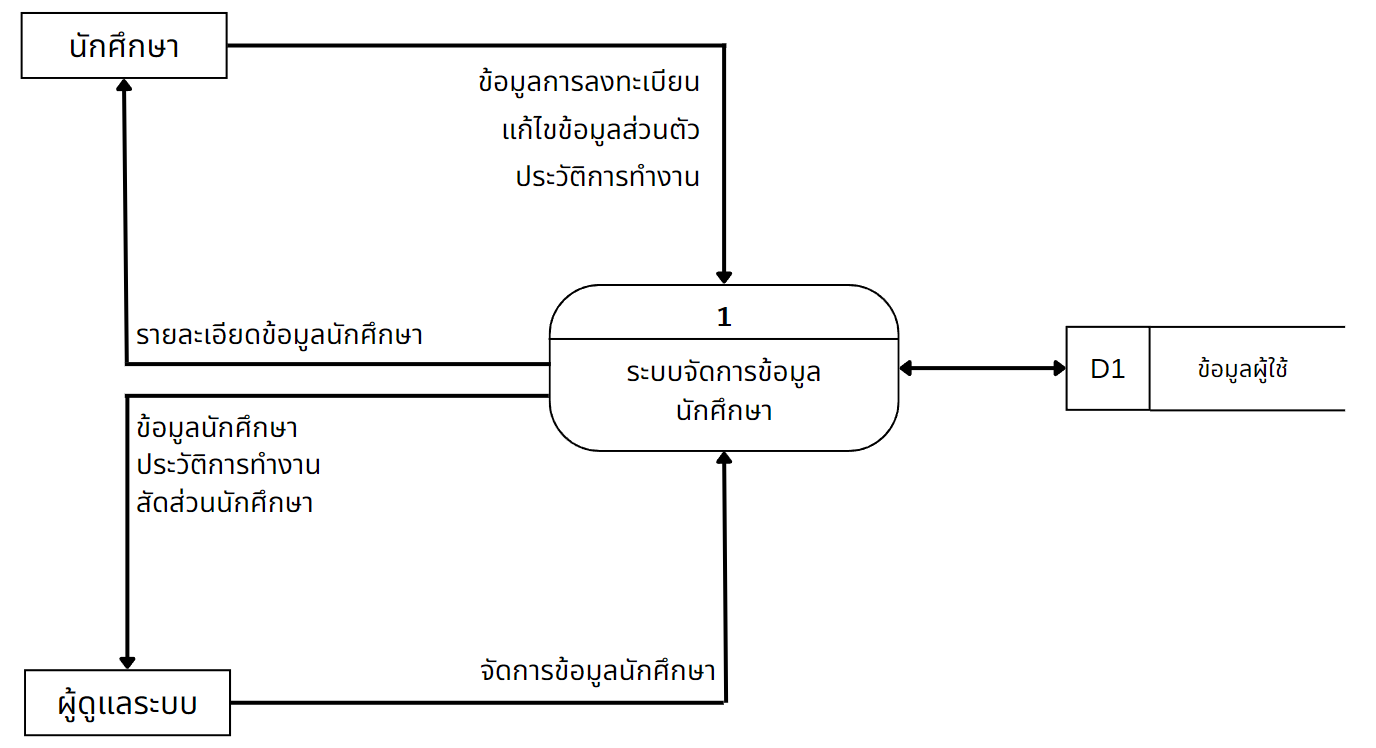 นักศึกษา
ข้อมูลการลงทะเบียน
แก้ไขข้อมูลส่วนตัว
ประวัติการทำงาน
1
รายละเอียดข้อมูลนักศึกษา
ระบบจัดการข้อมูล
นักศึกษา
D1
ข้อมูลผู้ใช้
ข้อมูลนักศึกษา
ประวัติการทำงาน
สัดส่วนนักศึกษา
จัดการข้อมูลนักศึกษา
ผู้ดูแลระบบ